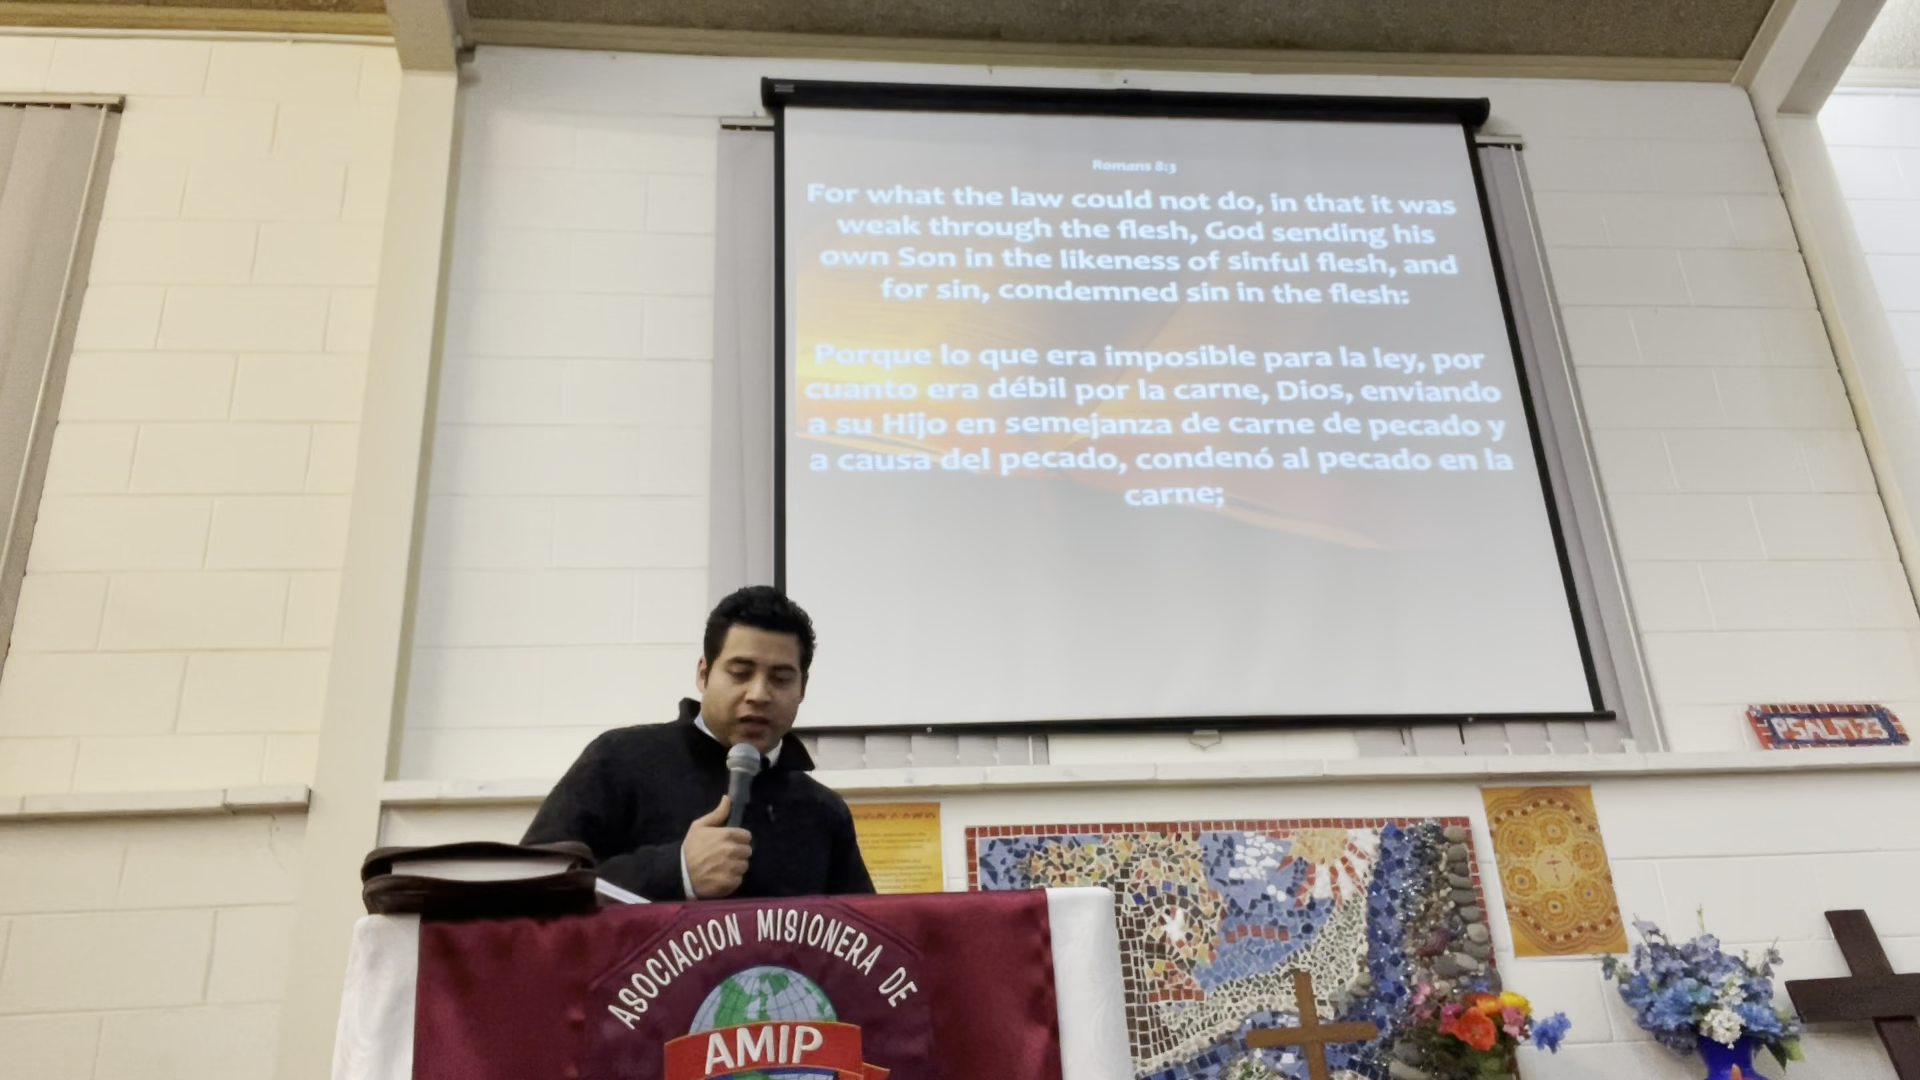 Romans 8:3
For what the law could not do, in that it was
weak through the flesh, God sending his
own Son in the likeness of sinful flesh, and
for sin, condemned sin in the flesh:
Porque lo que era imposible para la ley, por
cuanto era débil por la carne, Dios, enviando
a su Hijo en semejanza de carne de pecado y
a causa del pecado, condenó al pecado en la
carne;
PSALM 23
ASOCIACION MISIONERA DE
AMIP